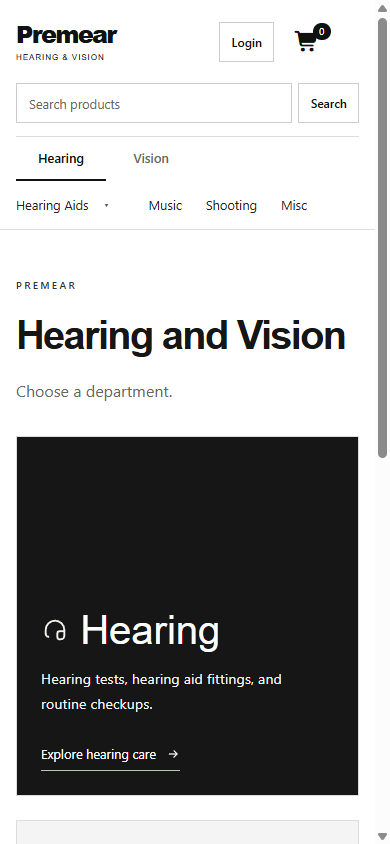 Premear
HEARING & VISION
Login
0
Search products
Search
Hearing
Vision
Hearing Aids
Music
Shooting
Misc
PREMEAR
Hearing and Vision
Choose a department.
Hearing
Hearing tests, hearing aid fittings, and
routine checkups.
Explore hearing care →